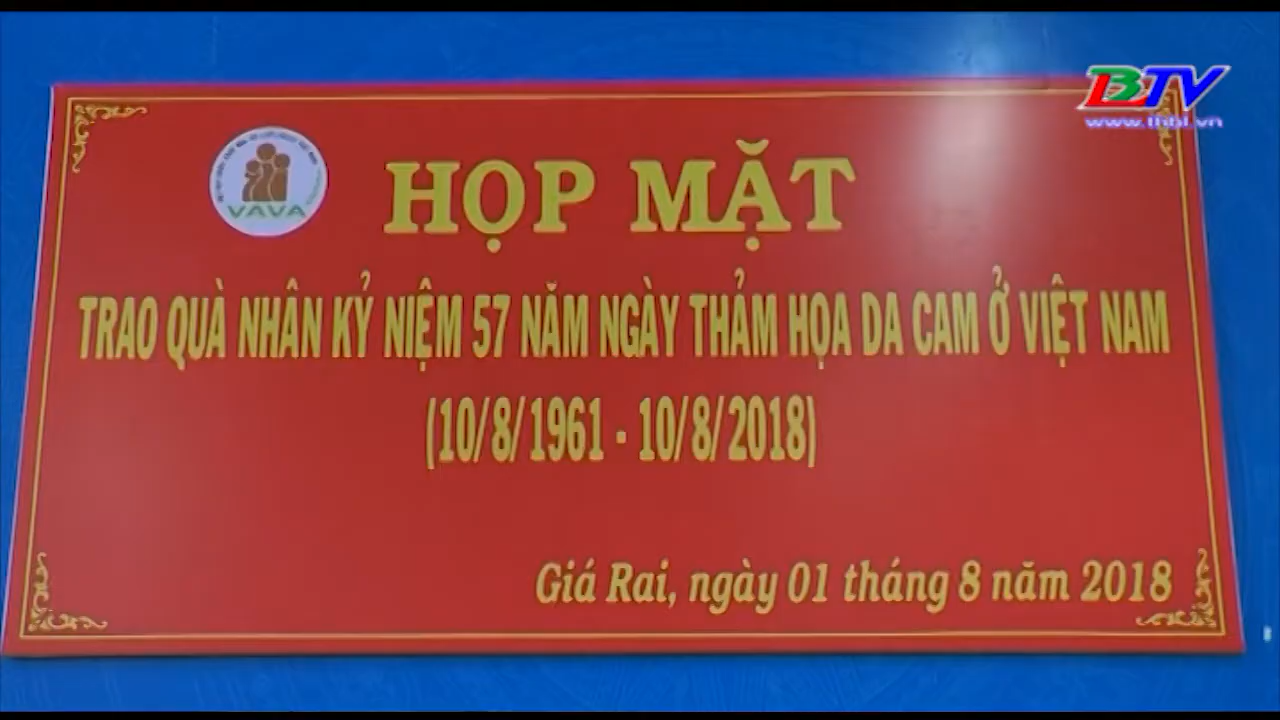 BTV
www.thbl.vn
VAVA
HỌP MẶT
TRAO QUÀ NHÂN KỶ NIỆM 57 NĂM NGÀY THẢM HỌA DA CAM Ở VIỆT NAM
(10/8/1961 - 10/8/2018)
Giá Rai, ngày 01 tháng 8 năm 2018